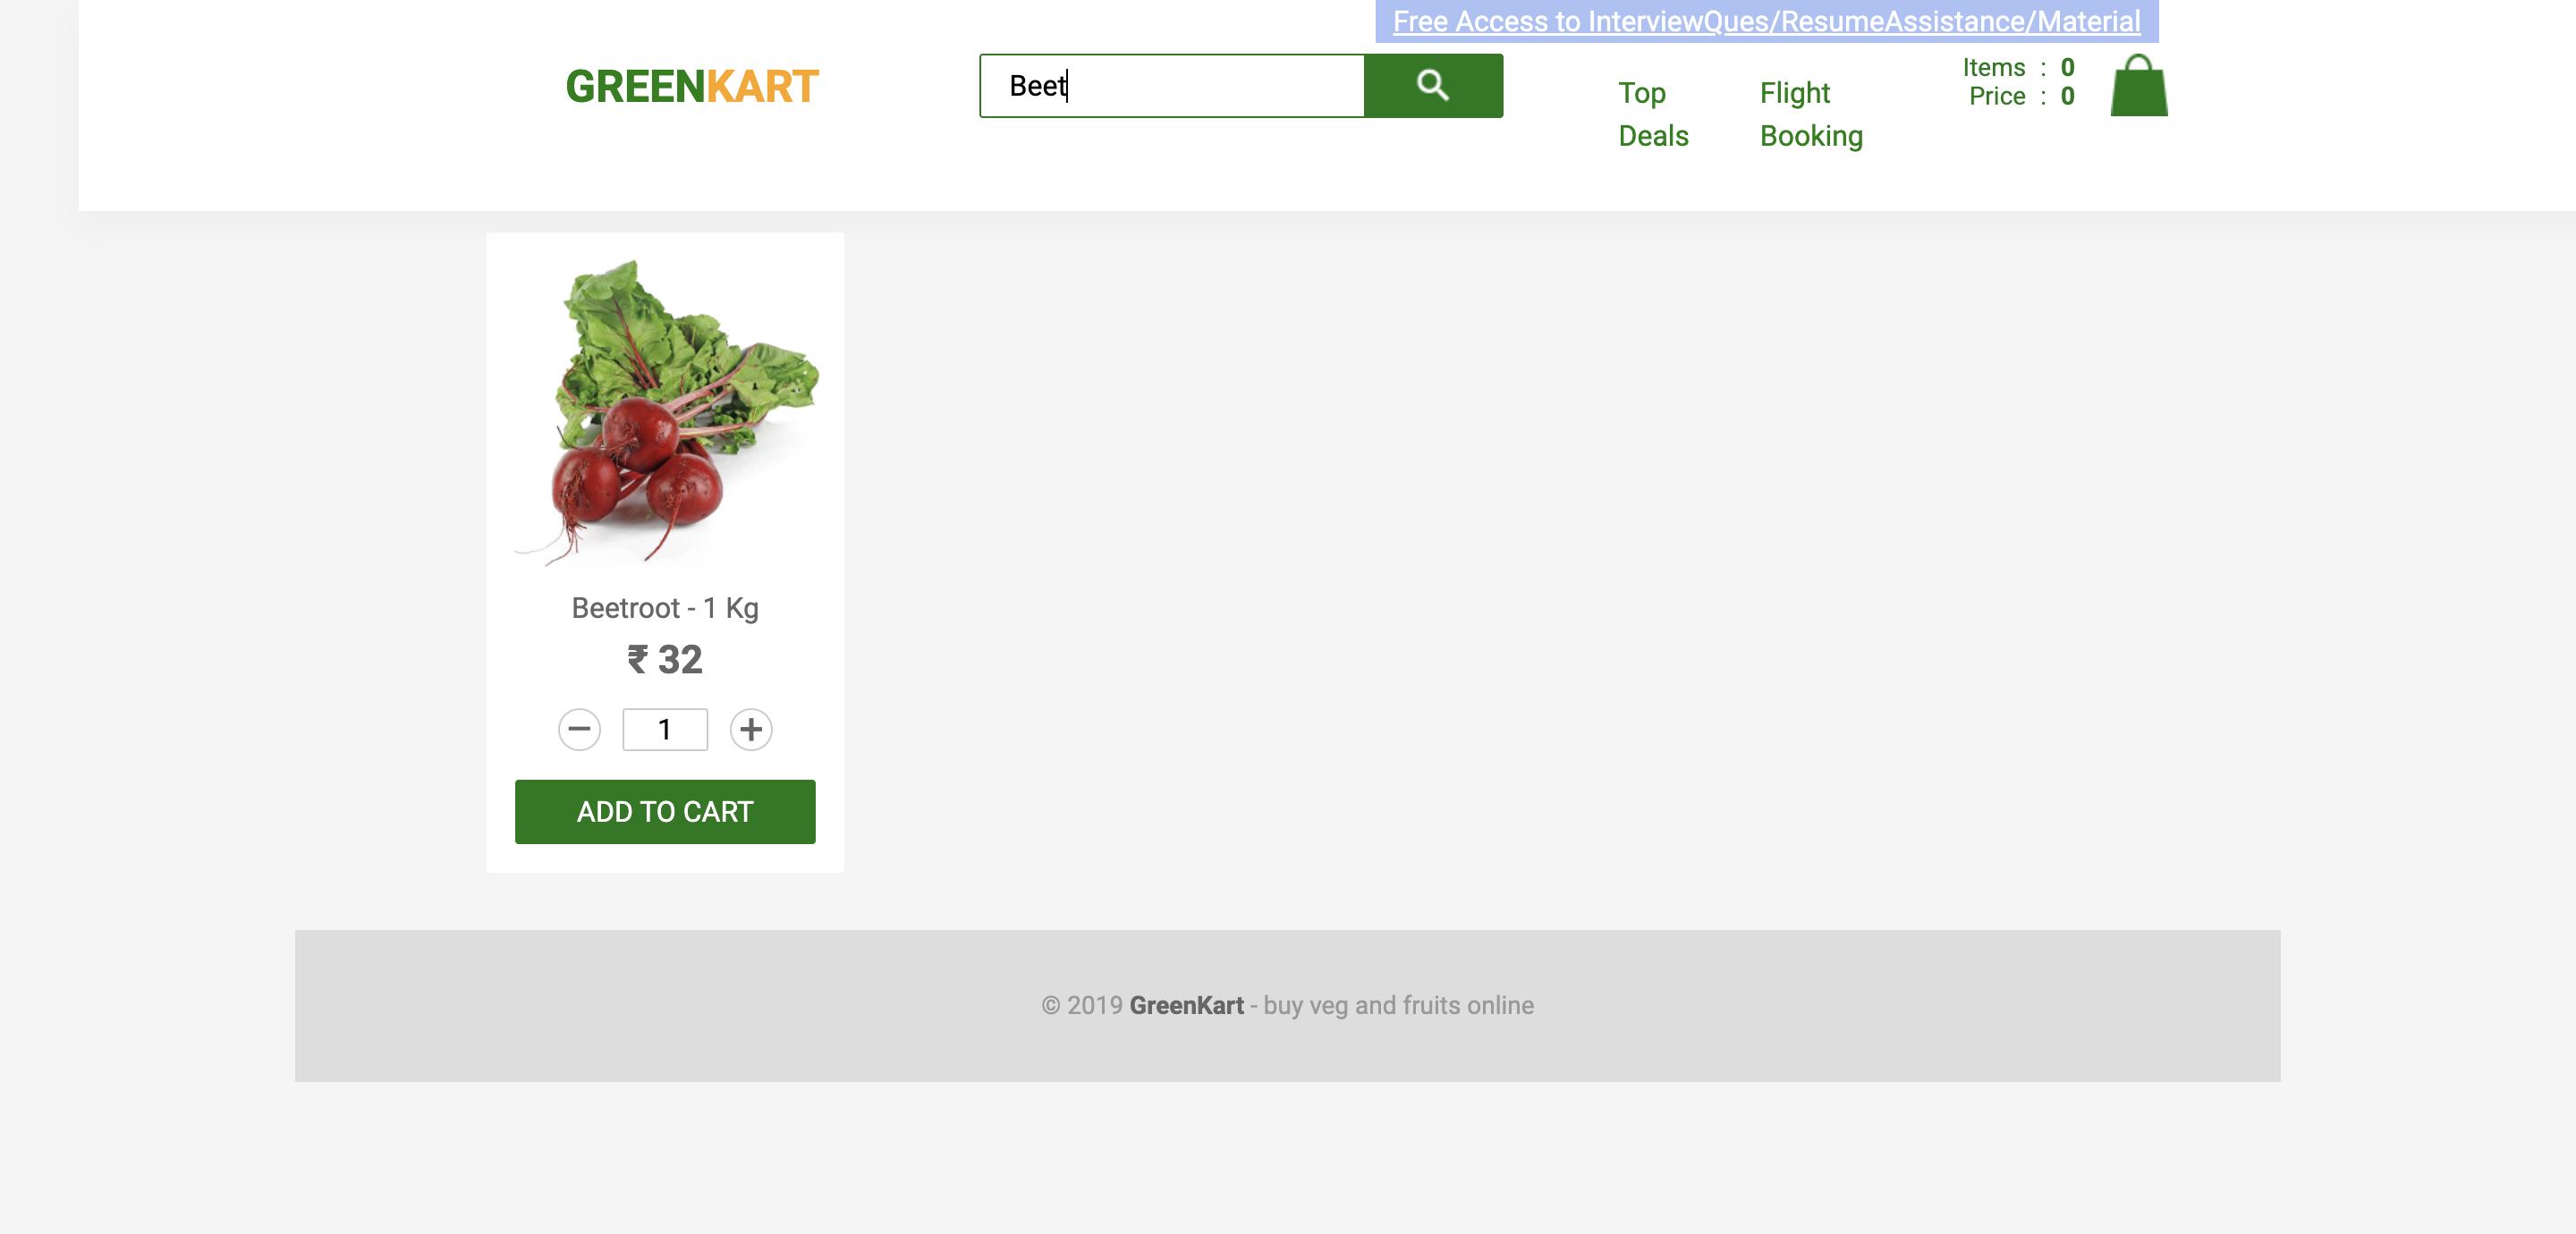 Free Access to InterviewQues/ResumeAssistance/Material
GREENKART
Beet
Top Deals
Flight Booking
Items : 0
Price : 0
Beetroot - 1 Kg
₹ 32
− 1 +
ADD TO CART
© 2019 GreenKart - buy veg and fruits online